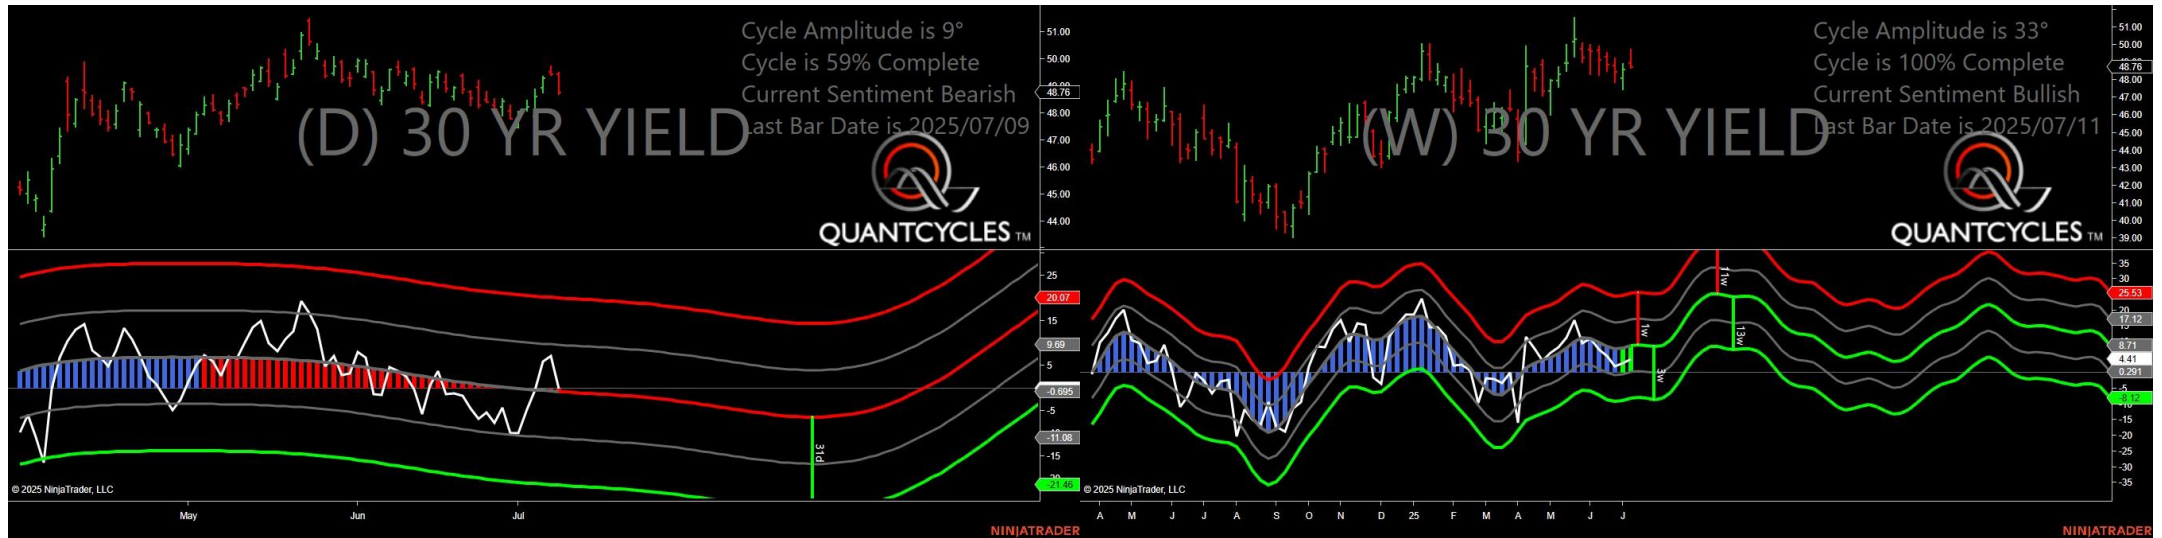 Cycle Amplitude is 9°
Cycle is 59% Complete
Current Sentiment Bearish
Last Bar Date is 2025/07/09
(D) 30 YR YIELD
QUANTCYCLES TM
51.00
50.00
49.00
48.76
48.00
47.00
46.00
45.00
44.00
25
20.07
15
9.69
5
-0.695
-5
-11.08
-15
-21.46
31d
© 2025 NinjaTrader, LLC
May
Jun
Jul
NINJATRADER
Cycle Amplitude is 33°
Cycle is 100% Complete
Current Sentiment Bullish
Last Bar Date is 2025/07/11
(W) 30 YR YIELD
QUANTCYCLES TM
51.00
50.00
48.76
48.00
47.00
46.00
45.00
44.00
43.00
42.00
41.00
40.00
39.00
11w
1w
13w
3w
35
30
25.53
20
17.12
8.71
4.41
0.291
-5
-8.12
-15
-20
-25
-30
-35
© 2025 NinjaTrader, LLC
A
M
J
J
A
S
O
N
D
25
F
M
A
M
J
J
NINJATRADER